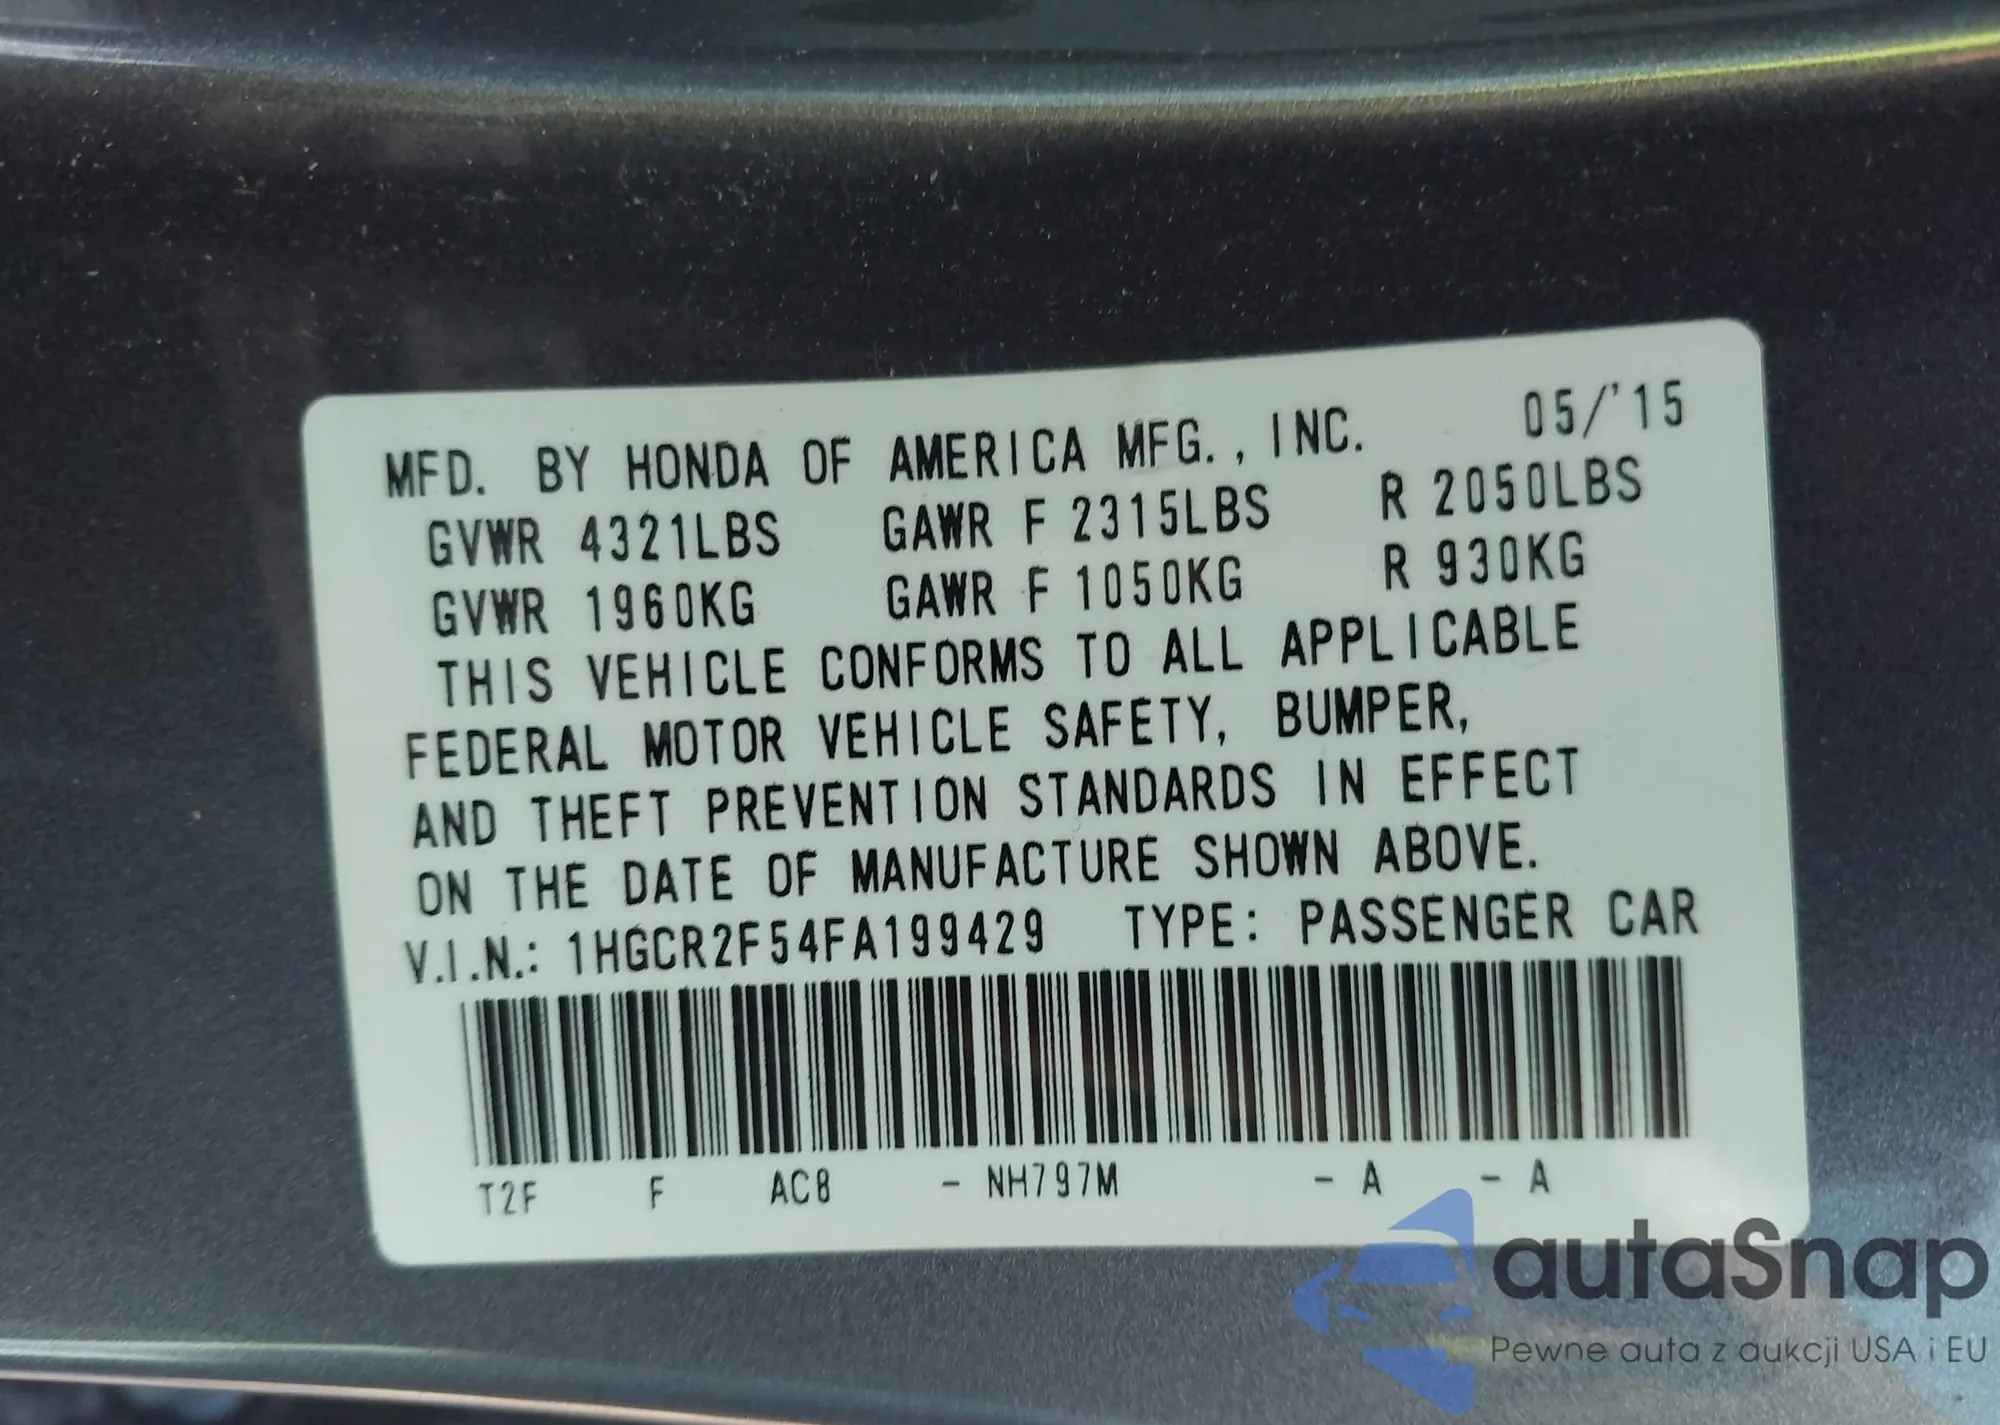 MFD. BY HONDA OF AMERICA MFG., INC. 05/'15
GVWR 4321LBS GAWR F 2315LBS R 2050LBS
GVWR 1960KG GAWR F 1050KG R 930KG
THIS VEHICLE CONFORMS TO ALL APPLICABLE
FEDERAL MOTOR VEHICLE SAFETY, BUMPER,
AND THEFT PREVENTION STANDARDS IN EFFECT
ON THE DATE OF MANUFACTURE SHOWN ABOVE.
V.I.N.: 1HGCR2F54FA199429 TYPE: PASSENGER CAR
T2F F AC8 - NH797M - A - A
autaSnap
Pewne auta z aukcji USA i EU